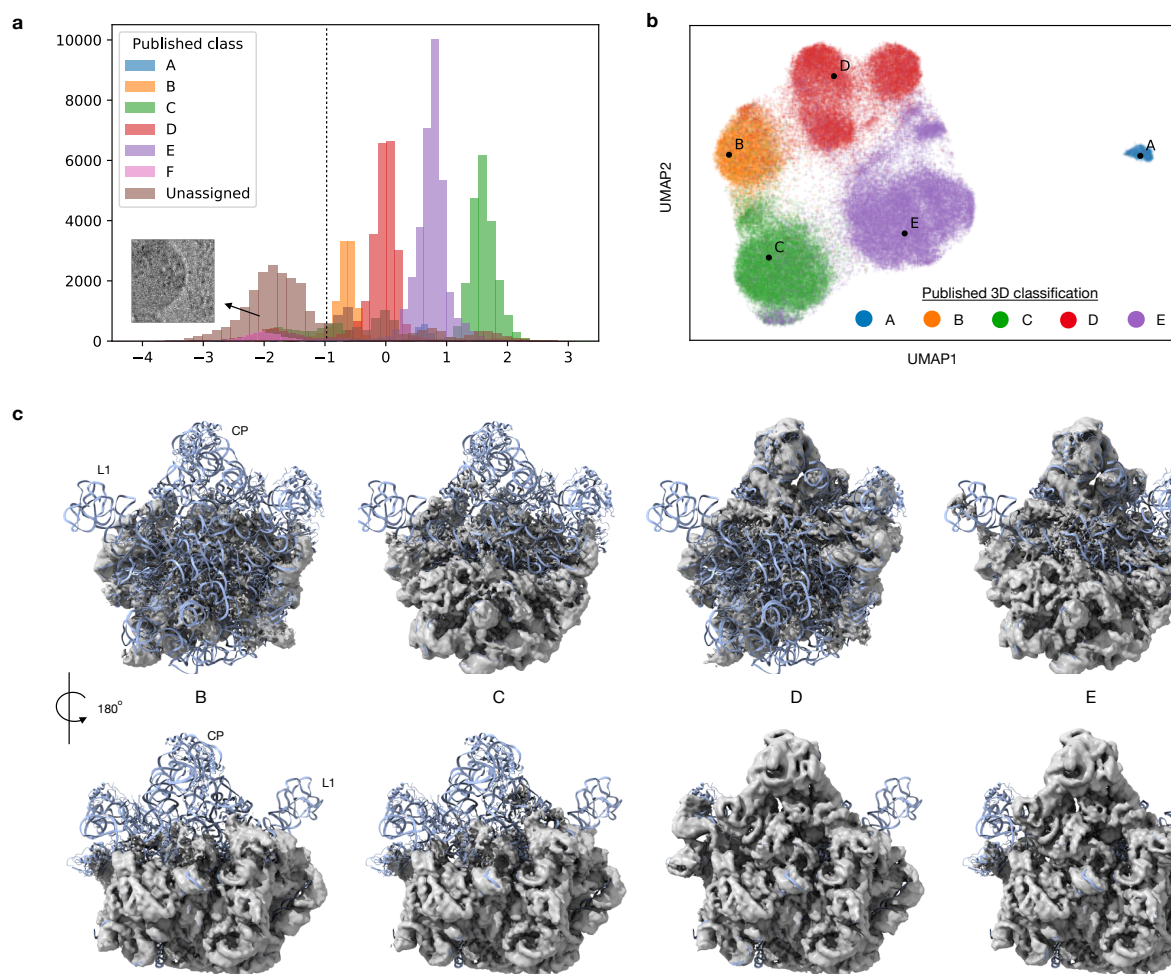 a
Published class
A
B
C
D
E
F
Unassigned
10000
8000
6000
4000
2000
0
−4 −3 −2 −1 0 1 2 3
b
D
A
B
E
C
UMAP2
Published 3D classification
A B C D E
UMAP1
c
CP
L1
180° B C D E
CP
L1